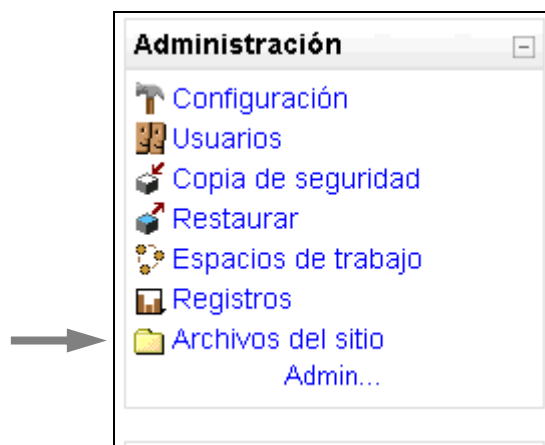 Administración
Configuración
Usuarios
Copia de seguridad
Restaurar
Espacios de trabajo
Registros
Archivos del sitio
Admin...